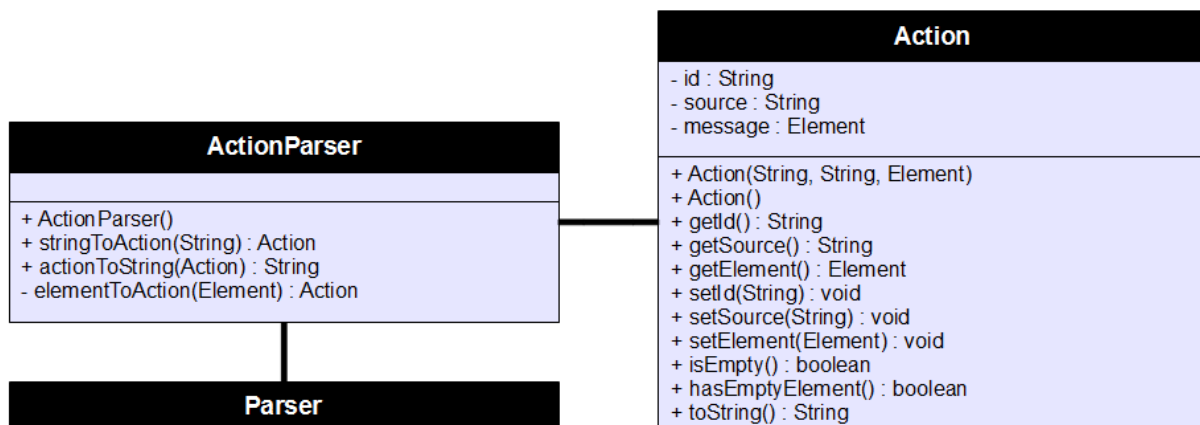 Action
- id : String
- source : String
- message : Element
+ Action(String, String, Element)
+ Action()
+ getId() : String
+ getSource() : String
+ getElement() : Element
+ setId(String) : void
+ setSource(String) : void
+ setElement(Element) : void
+ isEmpty() : boolean
+ hasEmptyElement() : boolean
+ toString() : String
ActionParser
+ ActionParser()
+ stringToAction(String) : Action
+ actionToString(Action) : String
- elementToAction(Element) : Action
Parser